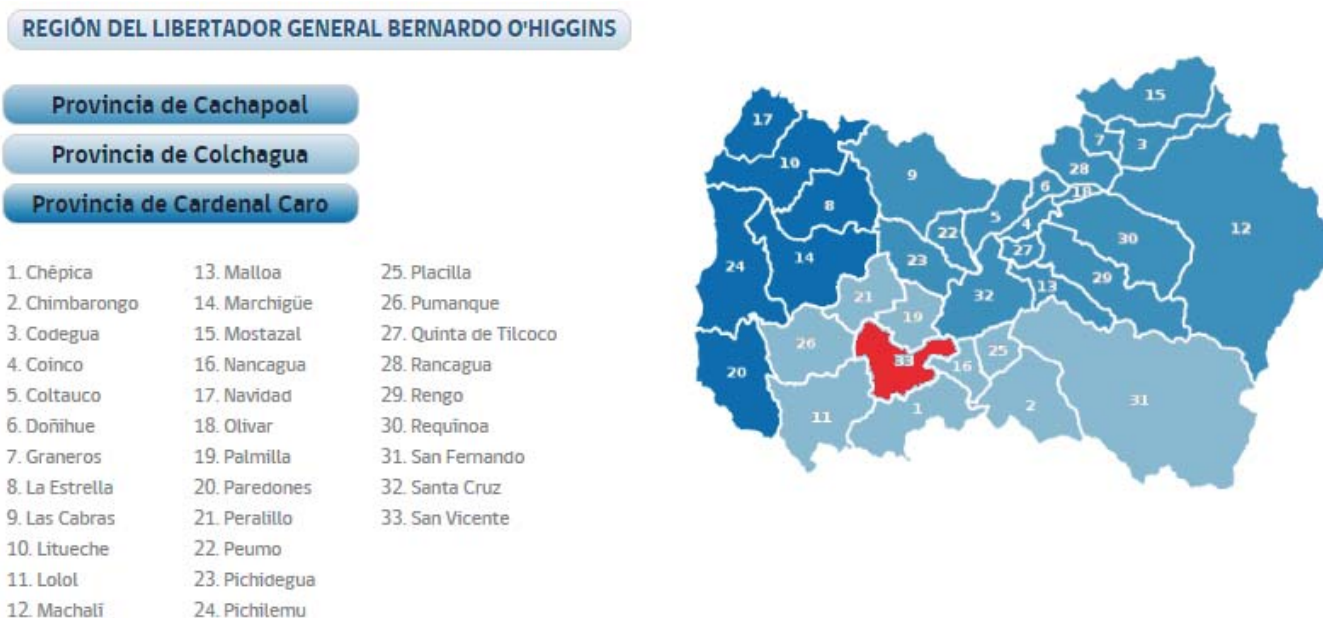 REGIÓN DEL LIBERTADOR GENERAL BERNARDO O'HIGGINS
Provincia de Cachapoal
Provincia de Colchagua
Provincia de Cardenal Caro
1. Chépica
2. Chimbarongo
3. Codegua
4. Coinco
5. Coltauco
6. Doñihue
7. Graneros
8. La Estrella
9. Las Cabras
10. Litueche
11. Lolol
12. Machalí
13. Malloa
14. Marchigüe
15. Mostazal
16. Nancagua
17. Navidad
18. Olivar
19. Palmilla
20. Paredones
21. Peralillo
22. Peumo
23. Pichidegua
24. Pichilemu
25. Placilla
26. Pumanque
27. Quinta de Tilcoco
28. Rancagua
29. Rengo
30. Requínoa
31. San Fernando
32. Santa Cruz
33. San Vicente
15
17
7
3
10
28
9
6
18
8
5
4
22
12
30
27
23
24
14
29
13
21
32
19
26
25
33
16
20
31
1
2
11